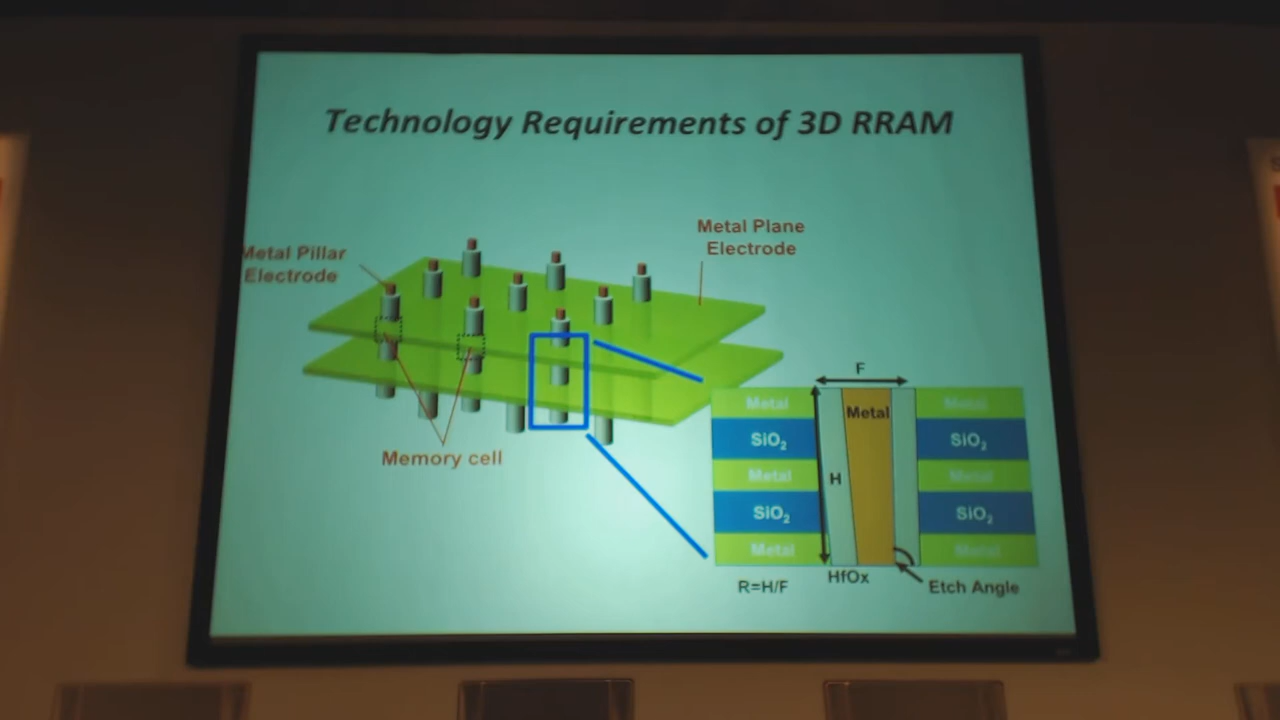 Technology Requirements of 3D RRAM
Metal Pillar
Electrode
Metal Plane
Electrode
Memory cell
F
Metal
Metal
Metal
SiO₂
SiO₂
Metal
H
Metal
SiO₂
SiO₂
Metal
Metal
R=H/F
HfOx
Etch Angle